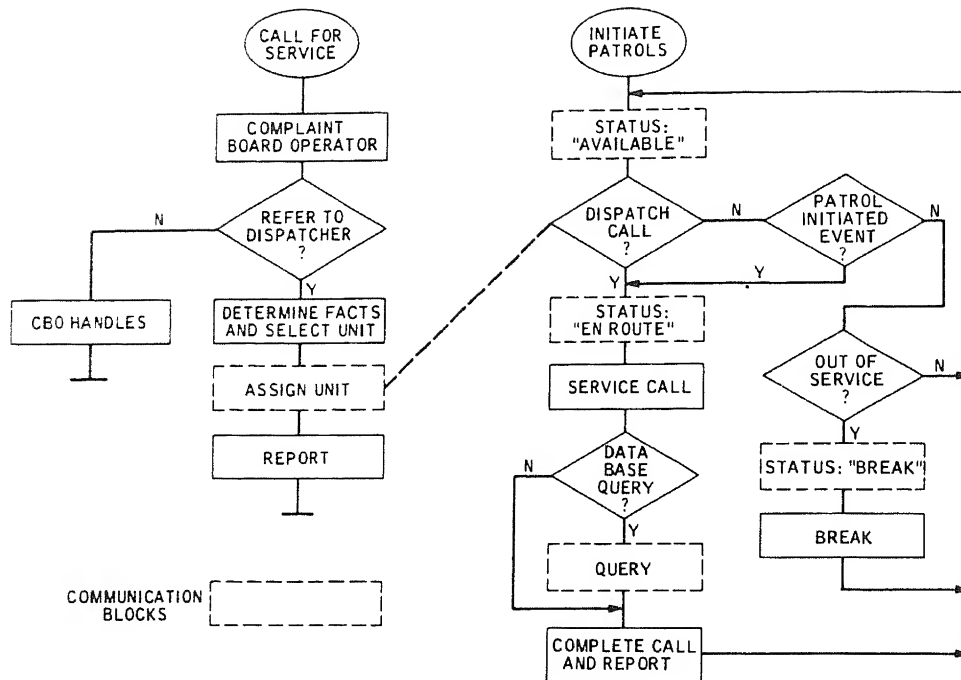 CALL FOR
SERVICE
COMPLAINT
BOARD OPERATOR
N
REFER TO
DISPATCHER
?
Y
CBO HANDLES
DETERMINE FACTS
AND SELECT UNIT
ASSIGN UNIT
REPORT
COMMUNICATION
BLOCKS
INITIATE
PATROLS
STATUS:
"AVAILABLE"
DISPATCH
CALL
?
N
Y
PATROL
INITIATED
EVENT
?
N
Y
STATUS:
"EN ROUTE"
SERVICE CALL
DATA
BASE
QUERY
?
N
Y
QUERY
COMPLETE CALL
AND REPORT
OUT OF
SERVICE
?
N
Y
STATUS: "BREAK"
BREAK